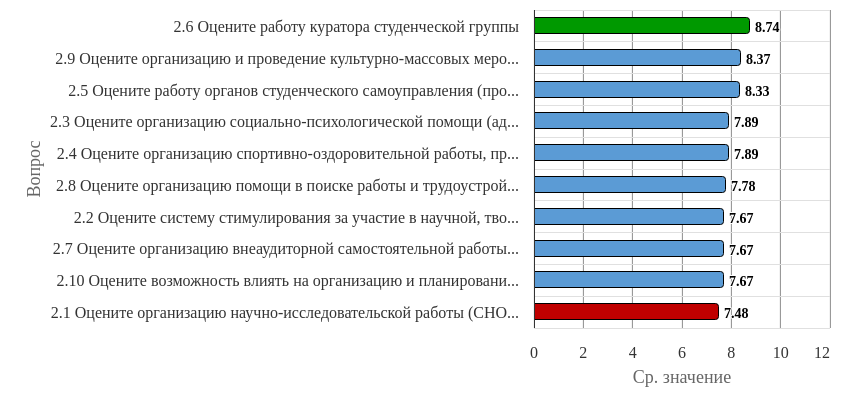 2.6 Оцените работу куратора студенческой группы
8.74
2.9 Оцените организацию и проведение культурно-массовых меро...
8.37
2.5 Оцените работу органов студенческого самоуправления (про...
8.33
2.3 Оцените организацию социально-психологической помощи (ад...
7.89
2.4 Оцените организацию спортивно-оздоровительной работы, пр...
7.89
2.8 Оцените организацию помощи в поиске работы и трудоустрой...
7.78
2.2 Оцените систему стимулирования за участие в научной, тво...
7.67
2.7 Оцените организацию внеаудиторной самостоятельной работы...
7.67
2.10 Оцените возможность влиять на организацию и планировани...
7.67
2.1 Оцените организацию научно-исследовательской работы (СНО...
7.48
Вопрос
0 2 4 6 8 10 12
Ср. значение